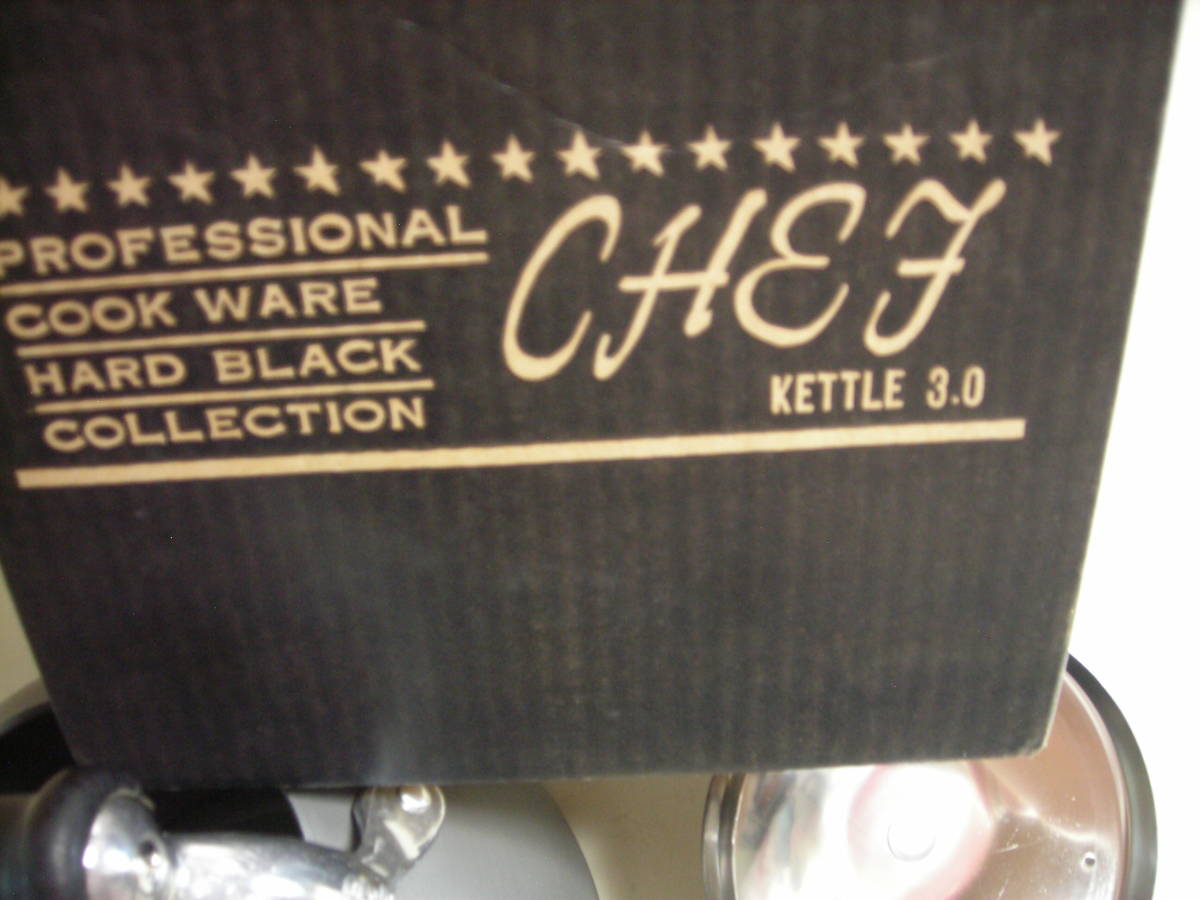 PROFESSIONAL
COOK WARE
HARD BLACK
COLLECTION
CHEF
KETTLE 3.0